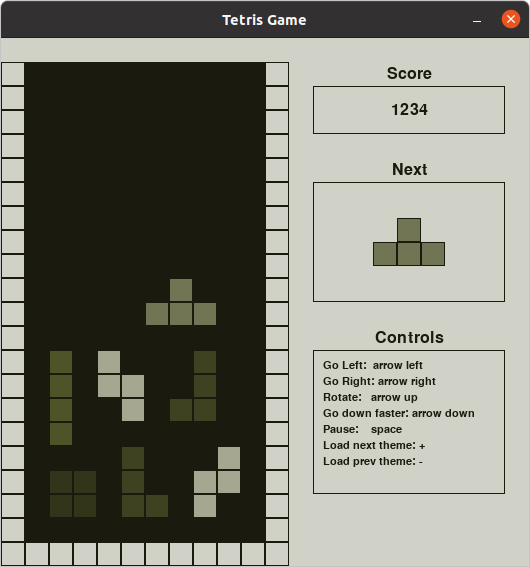 Tetris Game
Score
1234
Next
Controls
Go Left: arrow left
Go Right: arrow right
Rotate: arrow up
Go down faster: arrow down
Pause: space
Load next theme: +
Load prev theme: -